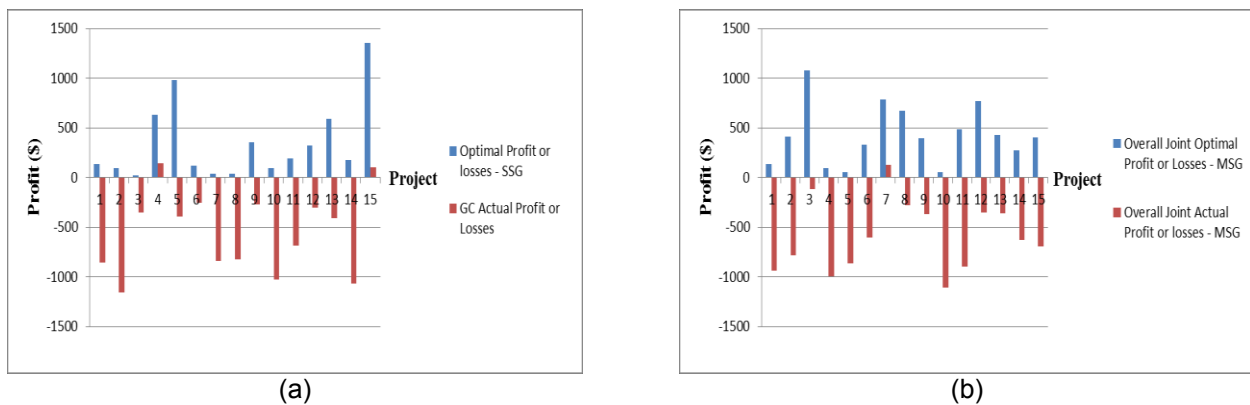 1500
1000
500
0
-500
-1000
-1500
Profit ($)
1 2 3 4 5 6 7 8 9 10 11 12 13 14 15
Project
Optimal Profit or
losses - SSG
GC Actual Profit or
Losses
(a)
1500
1000
500
0
-500
-1000
-1500
Profit ($)
1 2 3 4 5 6 7 8 9 10 11 12 13 14 15
Project
Overall Joint Optimal
Profit or Losses - MSG
Overall Joint Actual
Profit or losses - MSG
(b)